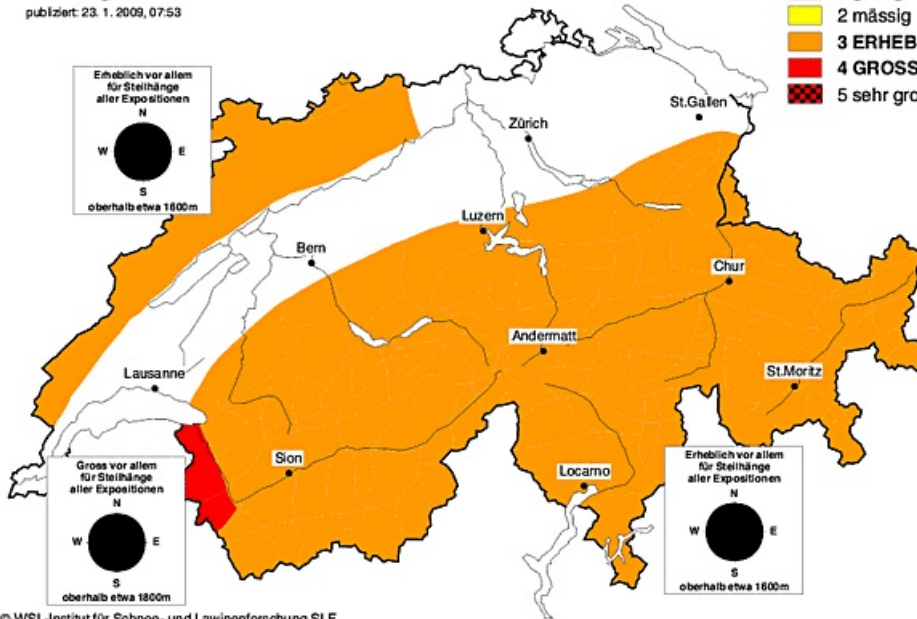 publiziert: 23. 1. 2009, 07:53
2 mässig
3 ERHEB
4 GROSS
5 sehr gro
Erheblich vor allem
für Steilhänge
aller Expositionen
N
W E
S
oberhalb etwa 1600m
St.Gallen
Zürich
Luzern
Bern
Chur
Andermatt
Lausanne
St.Moritz
Sion
Locarno
Gross vor allem
für Steilhänge
aller Expositionen
N
W E
S
oberhalb etwa 1800m
Erheblich vor allem
für Steilhänge
aller Expositionen
N
W E
S
oberhalb etwa 1600m
© WSL-Institut für Schnee- und Lawinenforschung SLF